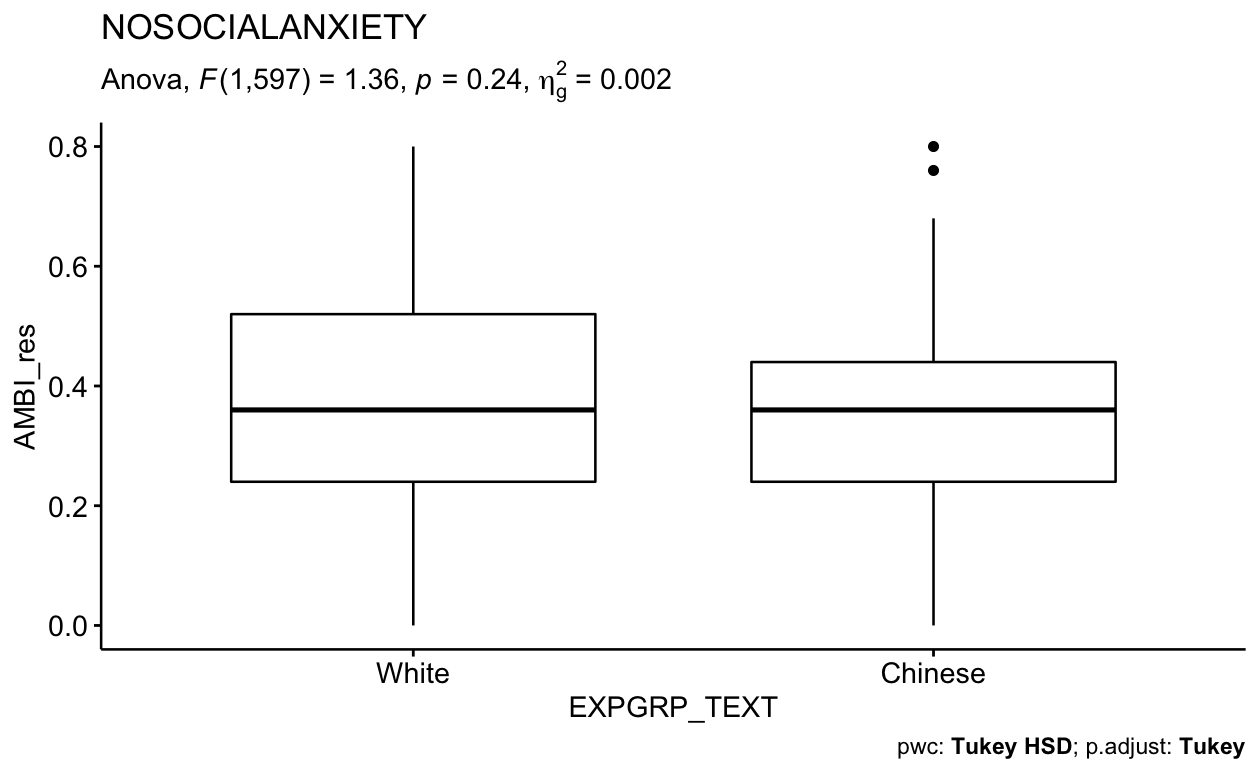 NOSOCIALANXIETY
Anova, F(1,597) = 1.36, p = 0.24, η²g = 0.002
0.8
0.6
0.4
0.2
0.0
AMBI_res
White Chinese
EXPGRP_TEXT
pwc: Tukey HSD; p.adjust: Tukey